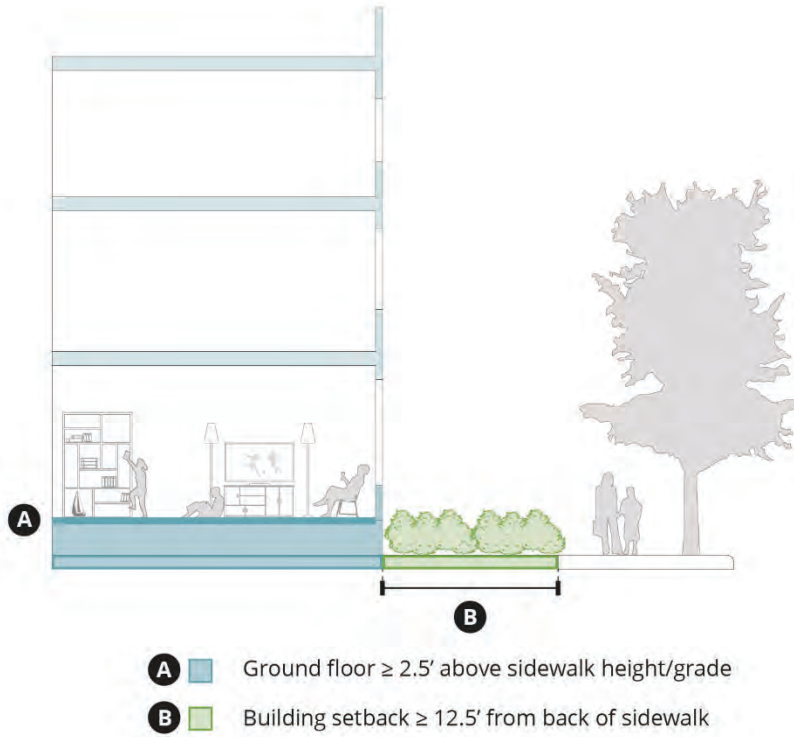 A
B
A Ground floor ≥ 2.5’ above sidewalk height/grade
B Building setback ≥ 12.5’ from back of sidewalk